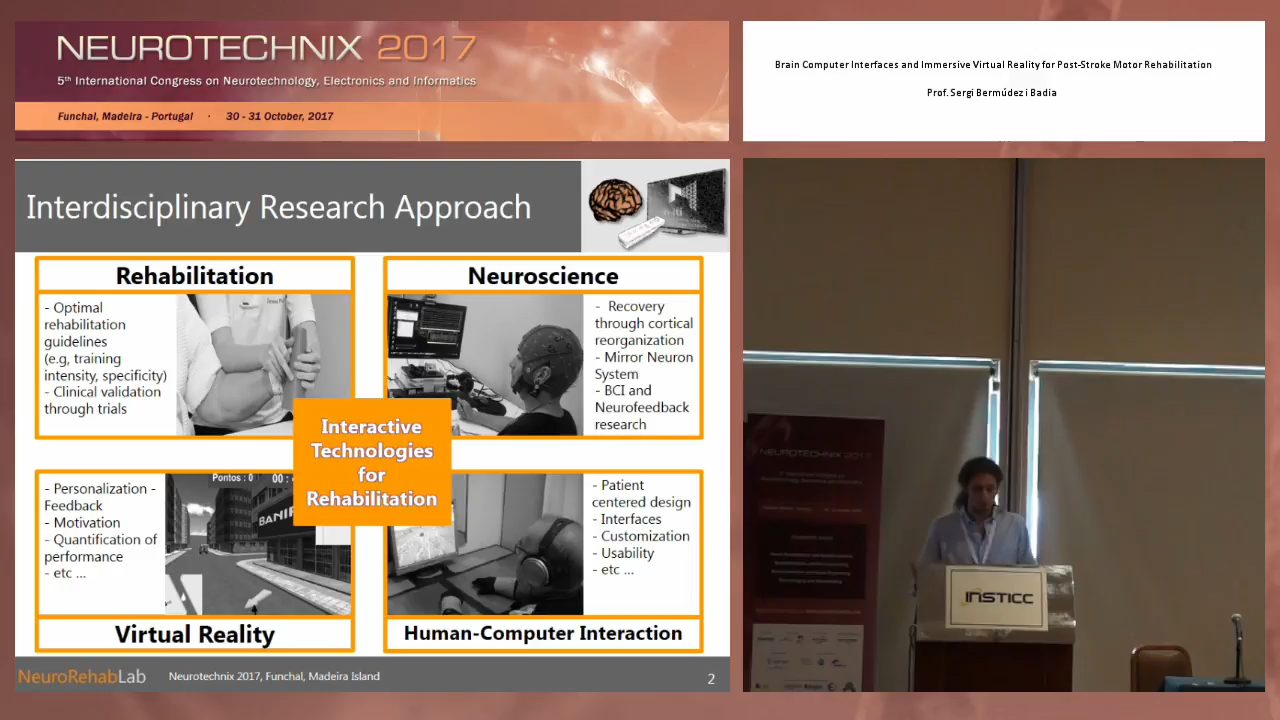 NEUROTECHNIX 2017
5th International Congress on Neurotechnology, Electronics and Informatics
Funchal, Madeira - Portugal · 30 - 31 October, 2017
Brain Computer Interfaces and Immersive Virtual Reality for Post-Stroke Motor Rehabilitation
Prof. Sergi Bermúdez i Badia
Interdisciplinary Research Approach
Rehabilitation
- Optimal
rehabilitation
guidelines
(e.g, training
intensity, specificity)
- Clinical validation
through trials
Neuroscience
- Recovery
through cortical
reorganization
- Mirror Neuron
System
- BCI and
Neurofeedback
research
Interactive
Technologies
for
Rehabilitation
- Personalization -
Feedback
- Motivation
- Quantification of
performance
- etc ...
Pontos : 0 00 :
BANIF
Virtual Reality
- Patient
centered design
- Interfaces
- Customization
- Usability
- etc ...
Human-Computer Interaction
NeuroRehabLab
Neurotechnix 2017, Funchal, Madeira Island
2
NEUROTECHNIX 2017
INSTICC